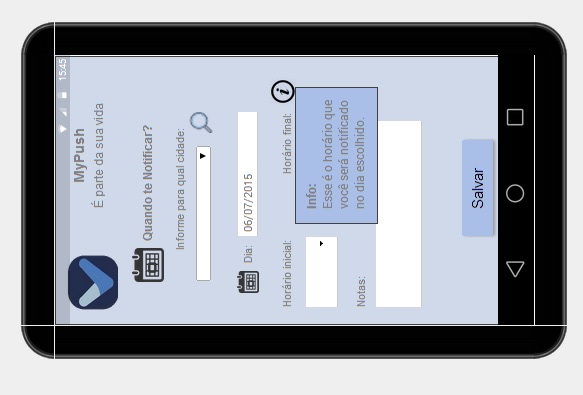 15:45
MyPush
É parte da sua vida
Quando te Notificar?
Informe para qual cidade:
Dia: 06/07/2015
Horário inicial: Horário final: i
Info:
Esse é o horário que
você será notificado
no dia escolhido.
Notas:
Salvar